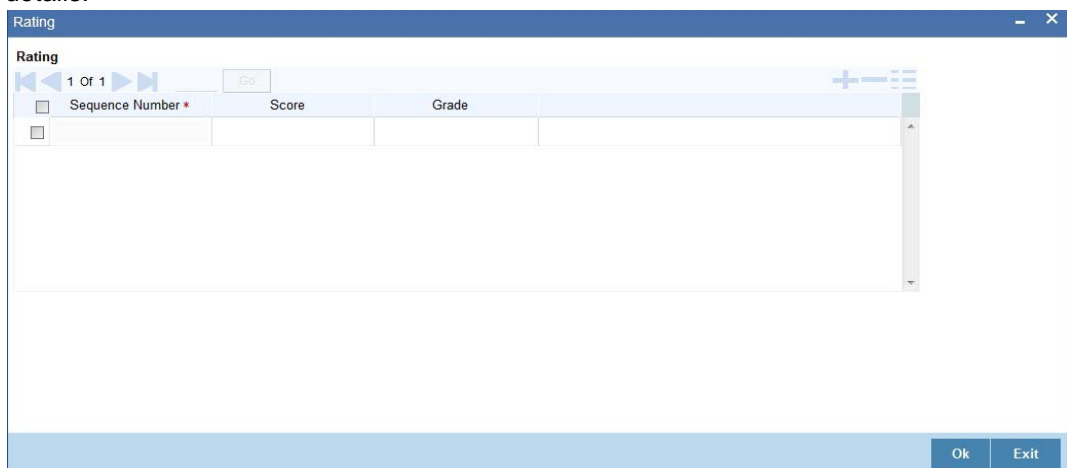 details.
Rating
Rating
1 Of 1 Go
Sequence Number * Score Grade
Ok Exit